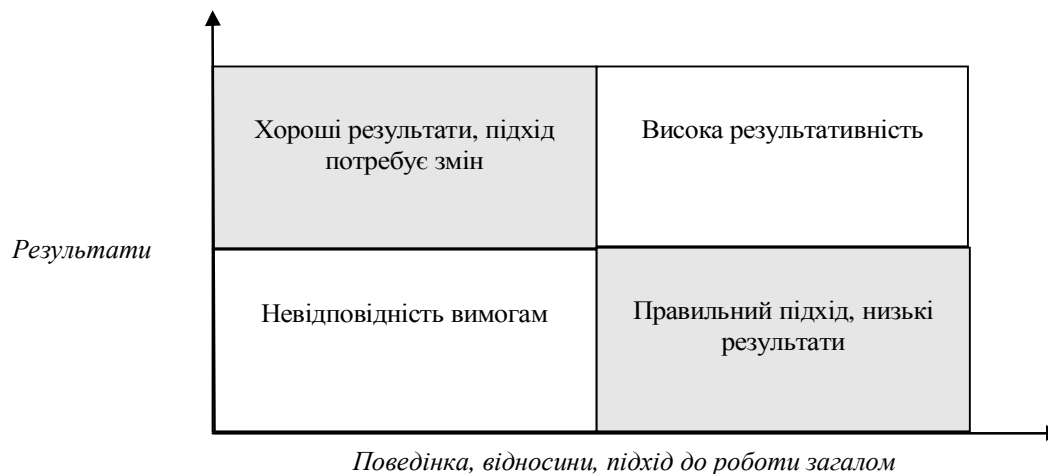 Хороші результати, підхід
потребує змін
Висока результативність
Результати
Невідповідність вимогам
Правильний підхід, низькі
результати
Поведінка, відносини, підхід до роботи загалом